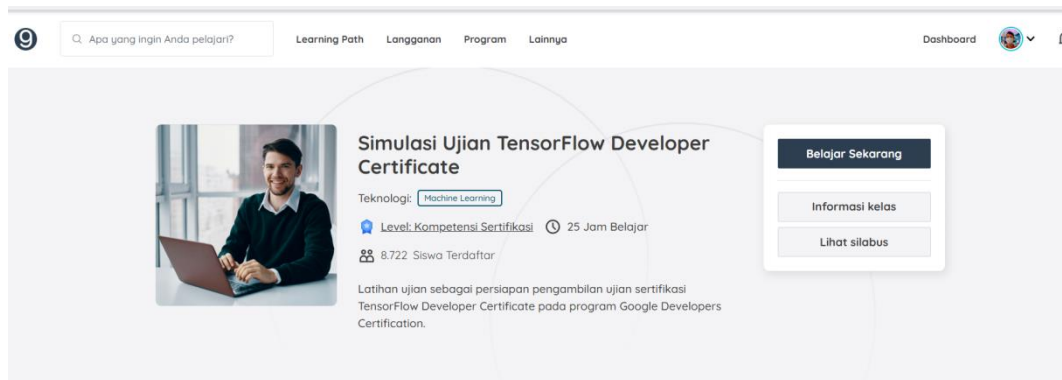 Apa yang ingin Anda pelajari?
Learning Path
Langganan
Program
Lainnya
Dashboard
Simulasi Ujian TensorFlow Developer
Certificate
Teknologi: Machine Learning
Level: Kompetensi Sertifikasi
25 Jam Belajar
8.722 Siswa Terdaftar
Latihan ujian sebagai persiapan pengambilan ujian sertifikasi
TensorFlow Developer Certificate pada program Google Developers
Certification.
Belajar Sekarang
Informasi kelas
Lihat silabus